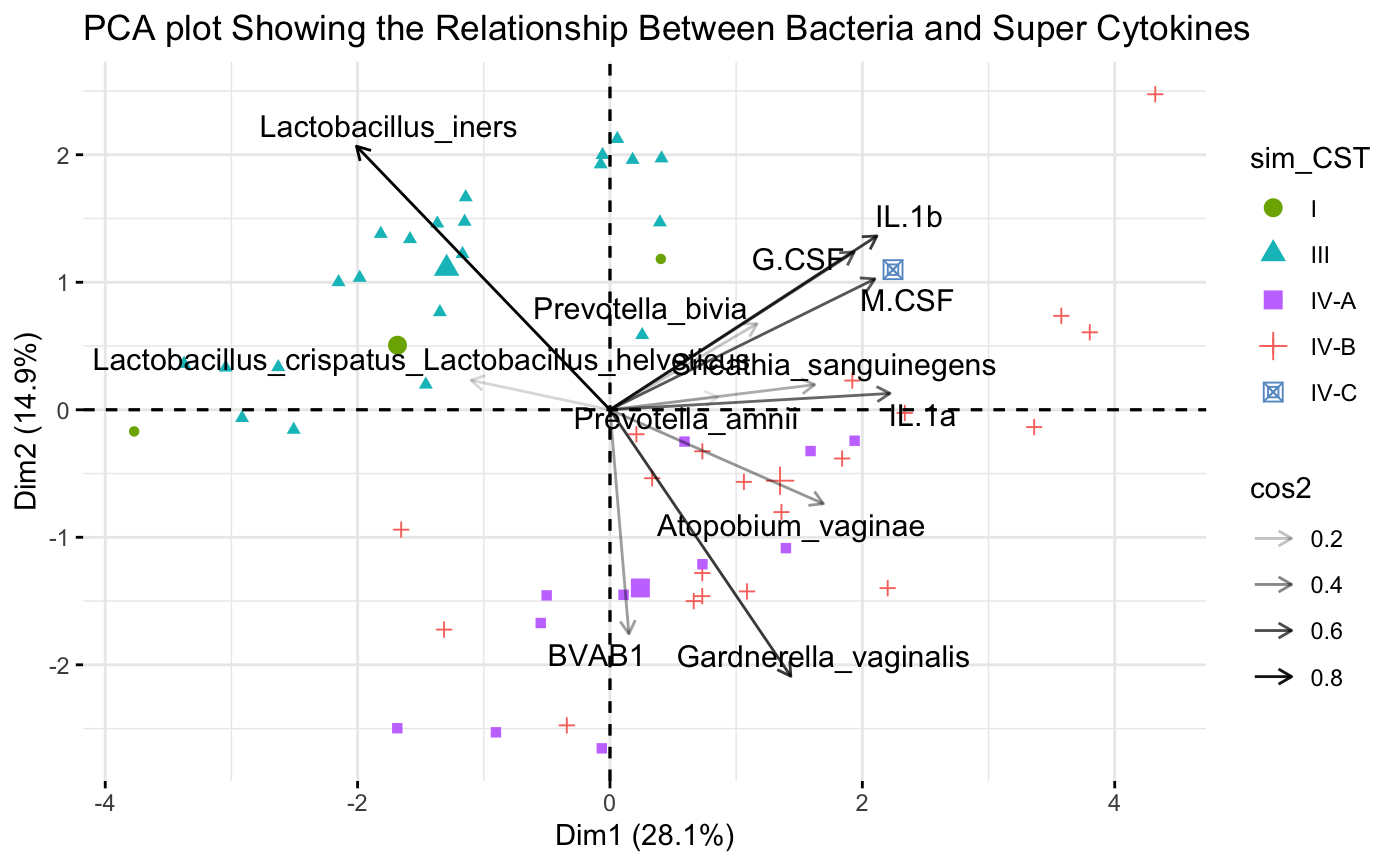 PCA plot Showing the Relationship Between Bacteria and Super Cytokines
Lactobacillus_iners
IL.1b
G.CSF
M.CSF
Prevotella_bivia
Lactobacillus_crispatus_Lactobacillus_helveticus
Sneathia_sanguinegens
Prevotella_amnii
IL.1a
Atopobium_vaginae
BVAB1
Gardnerella_vaginalis
2
1
0
-1
-2
Dim2 (14.9%)
-4
-2
0
2
4
Dim1 (28.1%)
sim_CST
I
III
IV-A
IV-B
IV-C
cos2
0.2
0.4
0.6
0.8